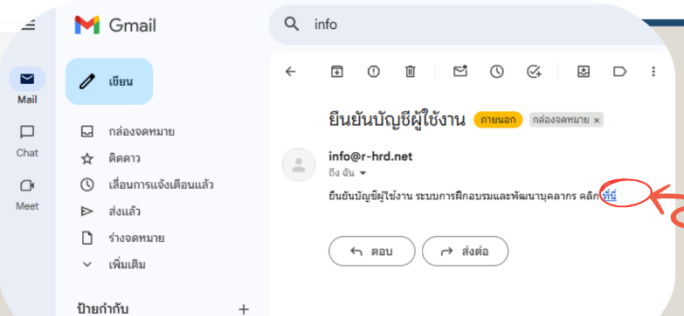 Gmail
info
เขียน
Mail
กล่องจดหมาย
Chat
ติดดาว
เลื่อนการแจ้งเตือนแล้ว
Meet
ส่งแล้ว
ร่างจดหมาย
เพิ่มเติม
ป้ายกำกับ
ยืนยันบัญชีผู้ใช้งาน ภายนอก กล่องจดหมาย ×
info@r-hrd.net
ถึง ฉัน
ยืนยันบัญชีผู้ใช้งาน ระบบการฝึกอบรมและพัฒนาบุคลากร คลิก ที่นี่
ตอบ
ส่งต่อ